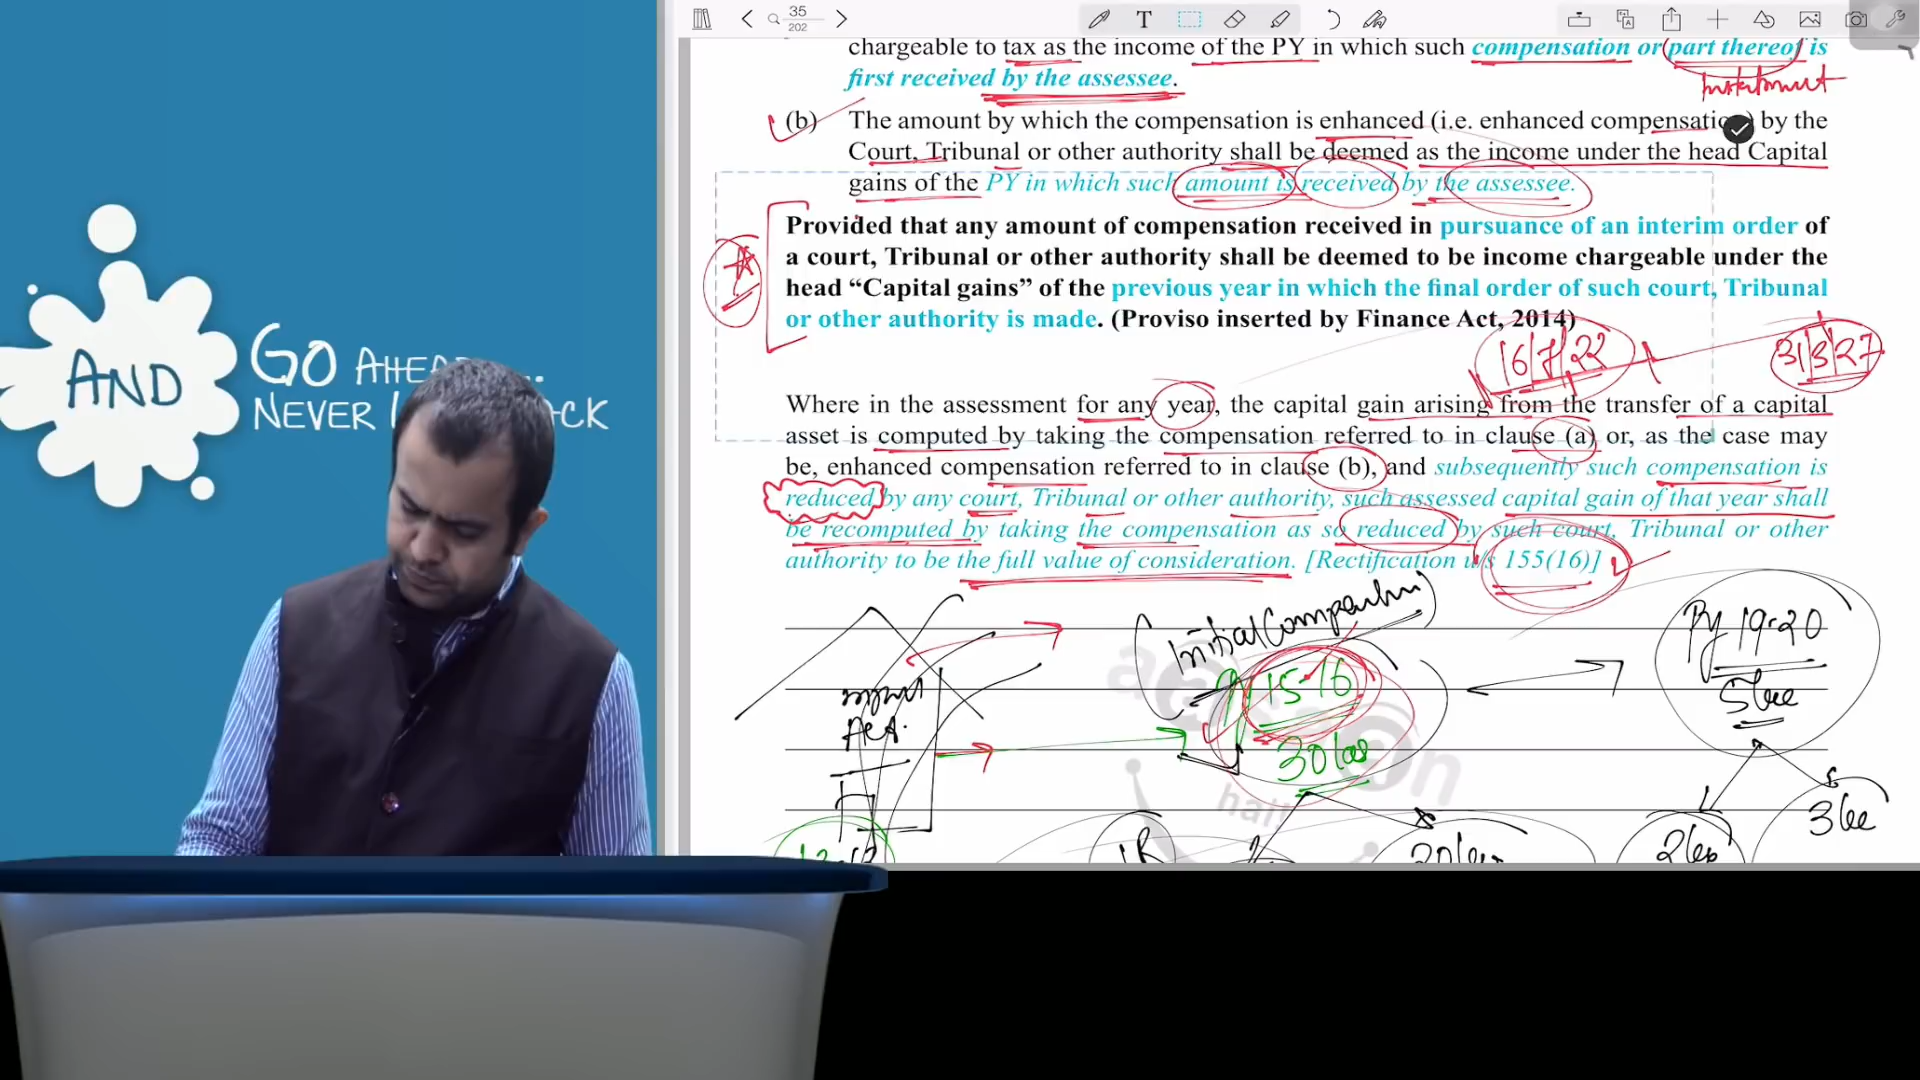 35
202
T
chargeable to tax as the income of the PY in which such compensation or part thereof is
first received by the assessee.
(b) The amount by which the compensation is enhanced (i.e. enhanced compensation) by the
Court, Tribunal or other authority shall be deemed as the income under the head Capital
gains of the PY in which such amount is received by the assessee.
Provided that any amount of compensation received in pursuance of an interim order of
a court, Tribunal or other authority shall be deemed to be income chargeable under the
head “Capital gains” of the previous year in which the final order of such court, Tribunal
or other authority is made. (Proviso inserted by Finance Act, 2014)
16|7|22
31|3|27
Where in the assessment for any year, the capital gain arising from the transfer of a capital
asset is computed by taking the compensation referred to in clause (a) or, as the case may
be, enhanced compensation referred to in clause (b), and subsequently such compensation is
reduced by any court, Tribunal or other authority, such assessed capital gain of that year shall
be recomputed by taking the compensation as so reduced by such court, Tribunal or other
authority to be the full value of consideration. [Rectification u/s 155(16)]
Initial
Py 19-20
15-16
AND
GO AHEAD...
NEVER